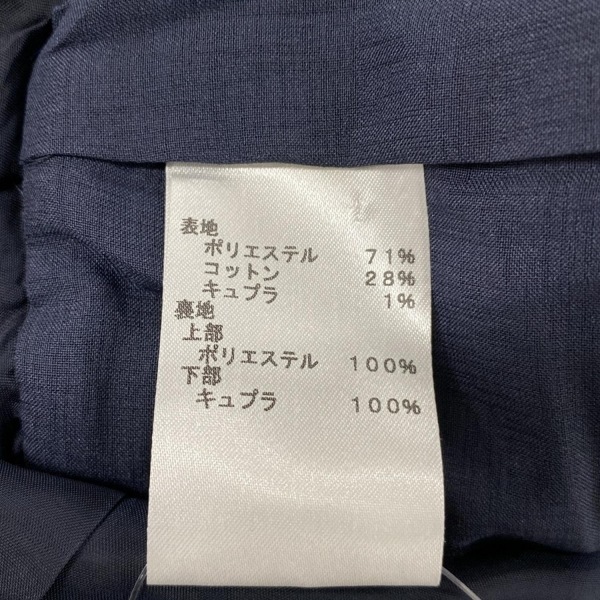 表地
ポリエステル 71%
コットン 28%
キュプラ 1%
裏地
上部
ポリエステル 100%
下部
キュプラ 100%